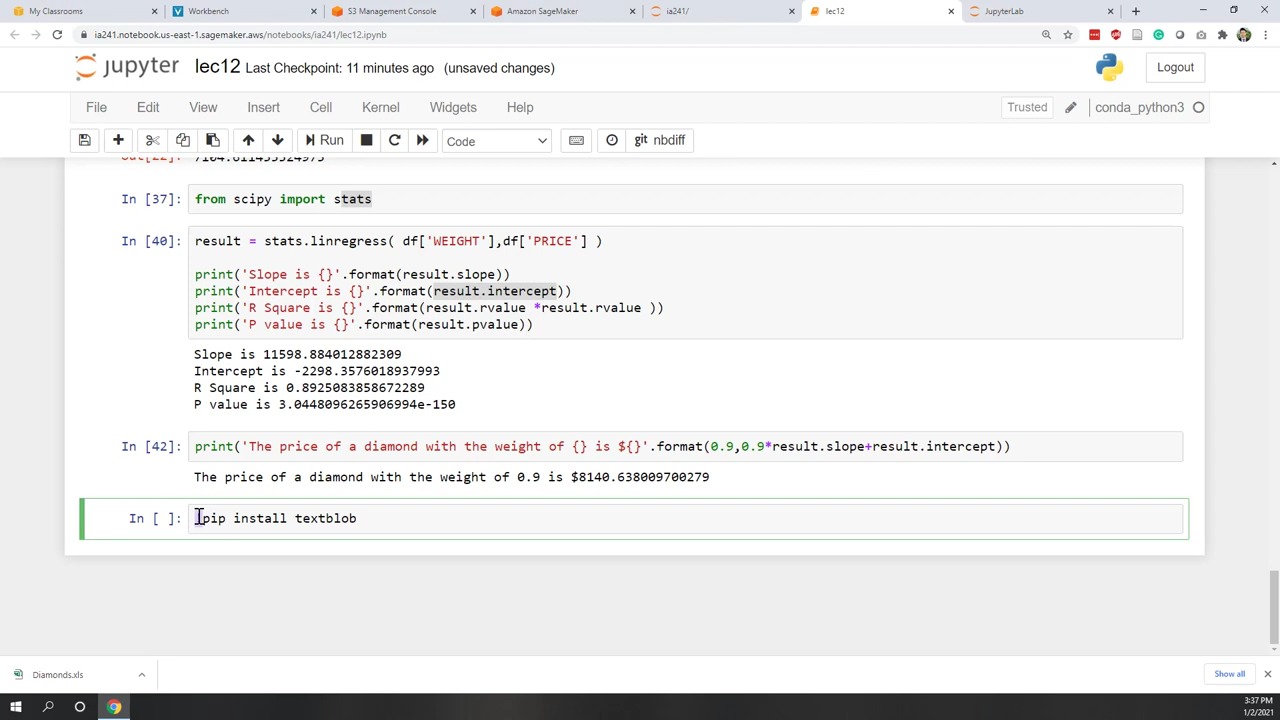 My Classrooms
Workbench
S3 Management Console
Amazon SageMaker
ia241/
lec12
JupyterLab
ia241.notebook.us-east-1.sagemaker.aws/notebooks/ia241/lec12.ipynb
jupyter lec12 Last Checkpoint: 11 minutes ago (unsaved changes)
Logout
File Edit View Insert Cell Kernel Widgets Help
Trusted conda_python3
Run Code nbdiff
In [37]: from scipy import stats
In [40]: result = stats.linregress( df['WEIGHT'],df['PRICE'] )
print('Slope is {}'.format(result.slope))
print('Intercept is {}'.format(result.intercept))
print('R Square is {}'.format(result.rvalue *result.rvalue ))
print('P value is {}'.format(result.pvalue))
Slope is 11598.884012882309
Intercept is -2298.3576018937993
R Square is 0.8925083858672289
P value is 3.0448096265906994e-150
In [42]: print('The price of a diamond with the weight of {} is ${}'.format(0.9,0.9*result.slope+result.intercept))
The price of a diamond with the weight of 0.9 is $8140.638009700279
In [ ]: pip install textblob
Diamonds.xls
Show all
3:37 PM
1/2/2021